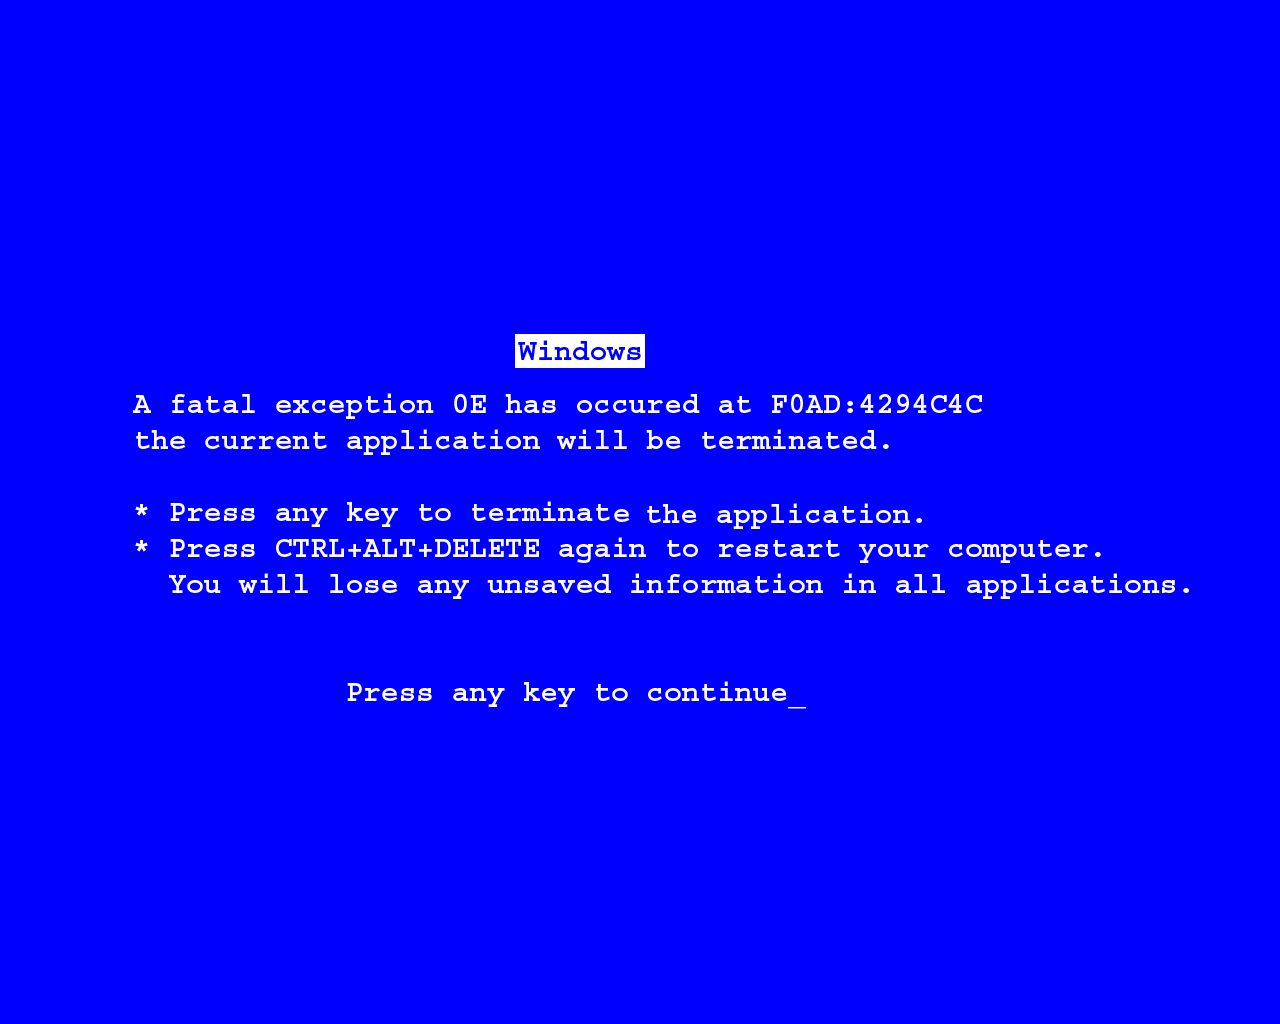 Windows
A fatal exception 0E has occured at F0AD:4294C4C
the current application will be terminated.
* Press any key to terminate the application.
* Press CTRL+ALT+DELETE again to restart your computer.
You will lose any unsaved information in all applications.
Press any key to continue_